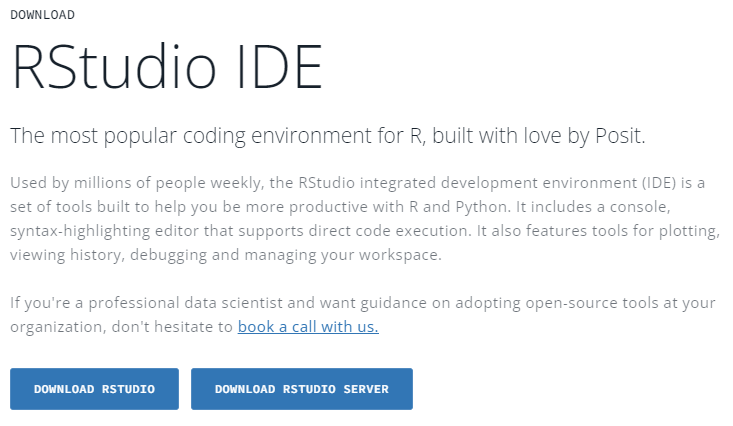 DOWNLOAD
RStudio IDE
The most popular coding environment for R, built with love by Posit.
Used by millions of people weekly, the RStudio integrated development environment (IDE) is a
set of tools built to help you be more productive with R and Python. It includes a console,
syntax-highlighting editor that supports direct code execution. It also features tools for plotting,
viewing history, debugging and managing your workspace.
If you're a professional data scientist and want guidance on adopting open-source tools at your
organization, don't hesitate to book a call with us.
DOWNLOAD RSTUDIO
DOWNLOAD RSTUDIO SERVER